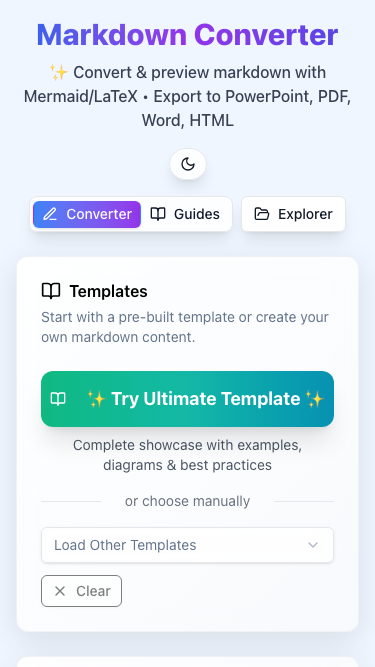 Markdown Converter
✨ Convert & preview markdown with
Mermaid/LaTeX • Export to PowerPoint, PDF,
Word, HTML
Converter
Guides
Explorer
Templates
Start with a pre-built template or create your
own markdown content.
✨ Try Ultimate Template ✨
Complete showcase with examples,
diagrams & best practices
or choose manually
Load Other Templates
Clear